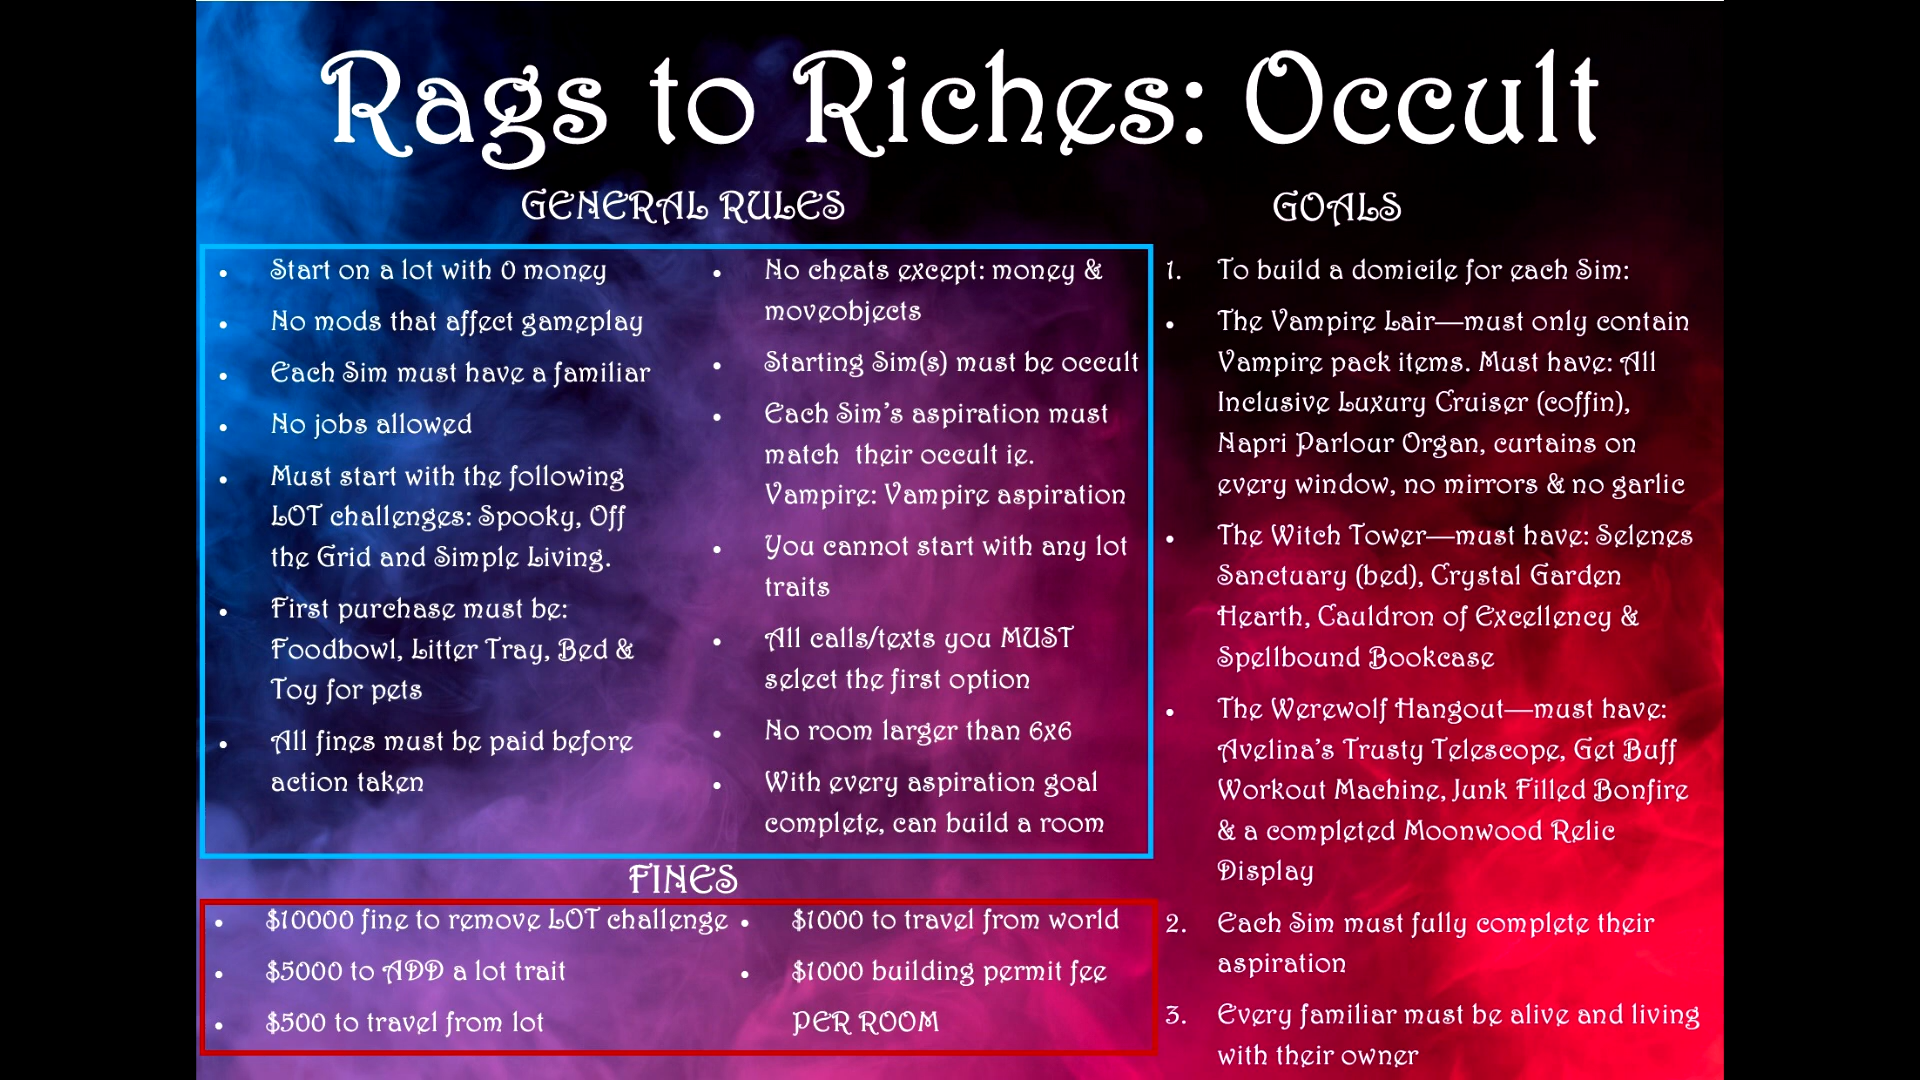 Rags to Riches: Occult
GENERAL RULES
• Start on a lot with 0 money
• No mods that affect gameplay
• Each Sim must have a familiar
• No jobs allowed
• Must start with the following
LOT challenges: Spooky, Off
the Grid and Simple Living.
• First purchase must be:
Foodbowl, Litter Tray, Bed &
Toy for pets
• All fines must be paid before
action taken
• No cheats except: money &
moveobjects
• Starting Sim(s) must be occult
• Each Sim's aspiration must
match  their occult ie.
Vampire: Vampire aspiration
• You cannot start with any lot
traits
• All calls/texts you MUST
select the first option
• No room larger than 6x6
• With every aspiration goal
complete, can build a room
FINES
• $10000 fine to remove LOT challenge
• $5000 to ADD a lot trait
• $500 to travel from lot
• $1000 to travel from world
• $1000 building permit fee
PER ROOM
GOALS
1. To build a domicile for each Sim:
• The Vampire Lair—must only contain
Vampire pack items. Must have: All
Inclusive Luxury Cruiser (coffin),
Napri Parlour Organ, curtains on
every window, no mirrors & no garlic
• The Witch Tower—must have: Selenes
Sanctuary (bed), Crystal Garden
Hearth, Cauldron of Excellency &
Spellbound Bookcase
• The Werewolf Hangout—must have:
Avelina's Trusty Telescope, Get Buff
Workout Machine, Junk Filled Bonfire
& a completed Moonwood Relic
Display
2. Each Sim must fully complete their
aspiration
3. Every familiar must be alive and living
with their owner